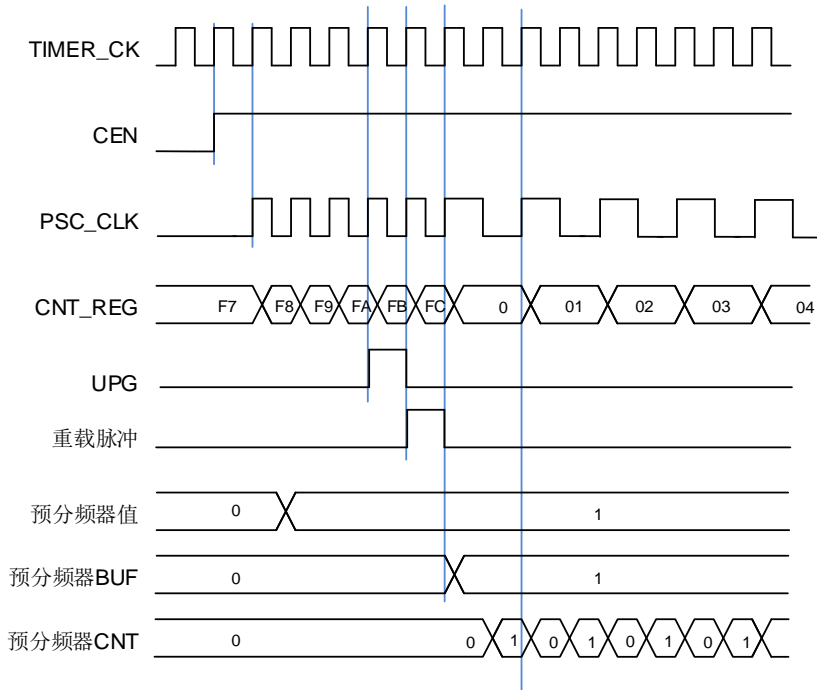 TIMER_CK
CEN
PSC_CLK
CNT_REG F7 F8 F9 FA FB FC 0 01 02 03 04
UPG
重载脉冲
预分频器值 0 1
预分频器BUF 0 1
预分频器CNT 0 0 1 0 1 0 1 0 1